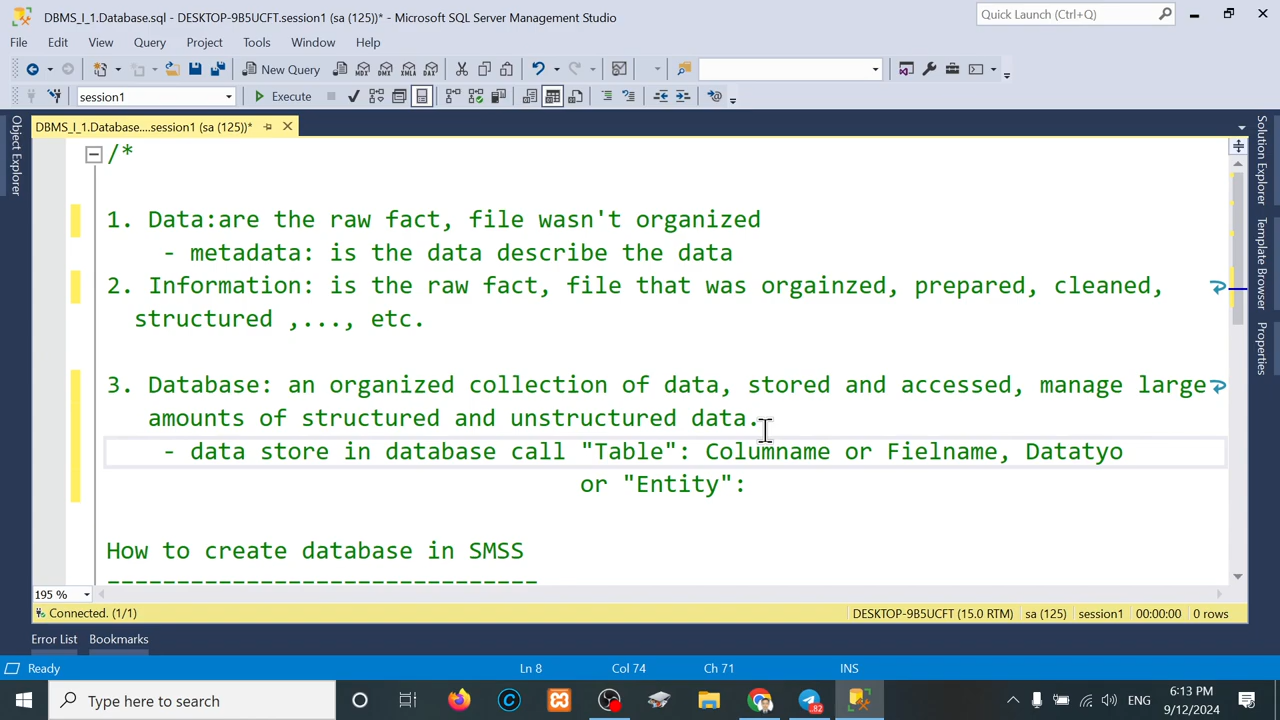 DBMS_I_1.Database.sql - DESKTOP-9B5UCFT.session1 (sa (125))* - Microsoft SQL Server Management Studio
Quick Launch (Ctrl+Q)
File Edit View Query Project Tools Window Help
New Query
MDX DMX XMLA DAX
session1
Execute
DBMS_I_1.Database....session1 (sa (125))*
Object Explorer
Solution Explorer
Template Browser
Properties
/*
1. Data:are the raw fact, file wasn't organized
- metadata: is the data describe the data
2. Information: is the raw fact, file that was orgainzed, prepared, cleaned,
structured ,..., etc.
3. Database: an organized collection of data, stored and accessed, manage large
amounts of structured and unstructured data.
- data store in database call "Table": Columname or Fielname, Datatyo
or "Entity":
How to create database in SMSS
-------------------------------
195 %
Connected. (1/1)
DESKTOP-9B5UCFT (15.0 RTM) sa (125) session1 00:00:00 0 rows
Error List Bookmarks
Ready
Ln 8 Col 74 Ch 71 INS
Type here to search
82
ENG
6:13 PM
9/12/2024